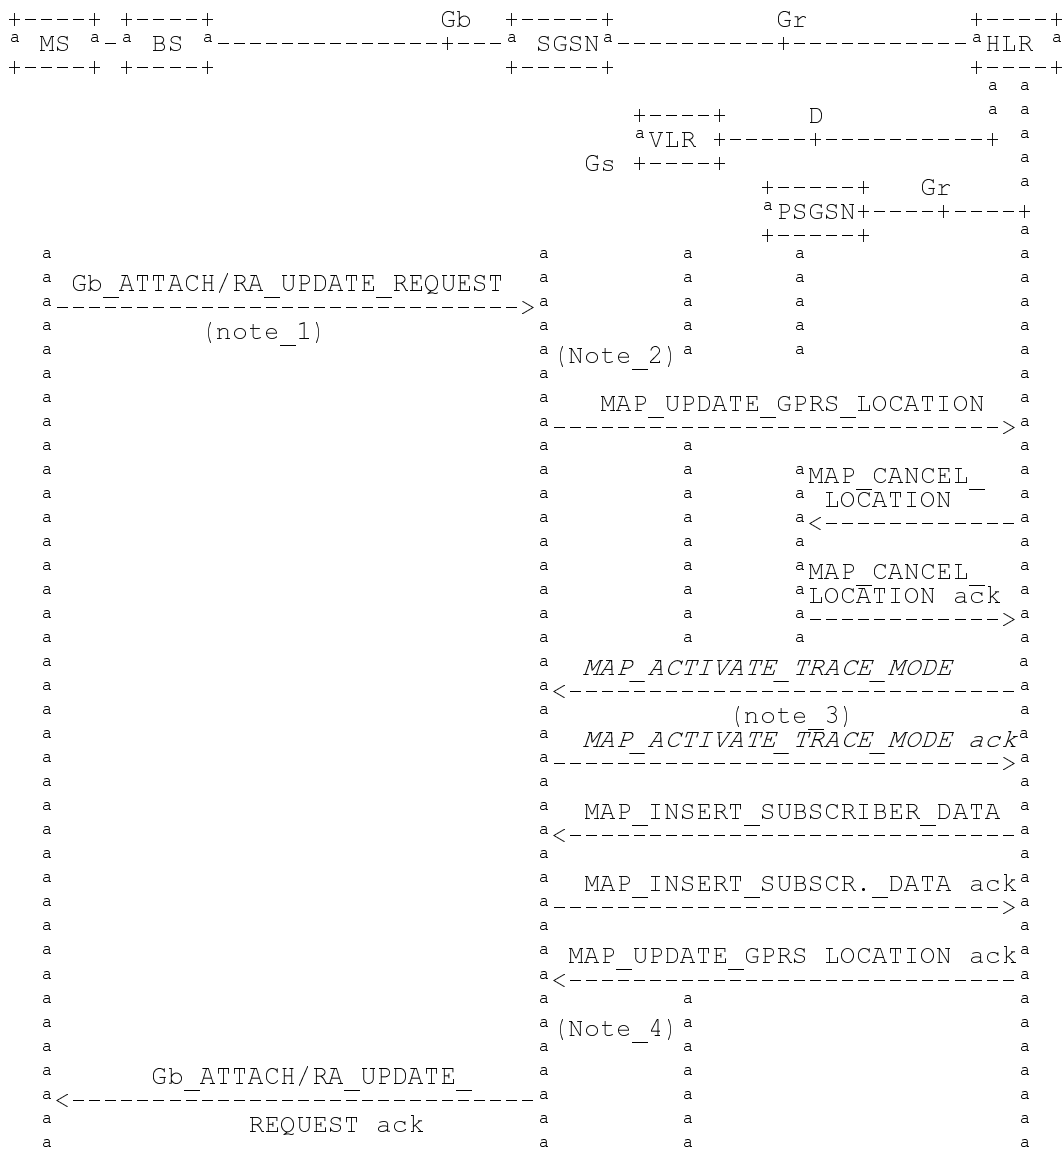 Gb Gr
MS BS SGSN HLR
D
VLR
Gs
Gr
PSGSN
Gb_ATTACH/RA_UPDATE_REQUEST
(note_1)
(Note_2)
MAP_UPDATE_GPRS_LOCATION
MAP_CANCEL_
LOCATION
MAP_CANCEL_
LOCATION ack
MAP_ACTIVATE_TRACE_MODE
(note_3)
MAP_ACTIVATE_TRACE_MODE ack
MAP_INSERT_SUBSCRIBER_DATA
MAP_INSERT_SUBSCR._DATA ack
MAP_UPDATE_GPRS LOCATION ack
(Note_4)
Gb_ATTACH/RA_UPDATE_
REQUEST ack